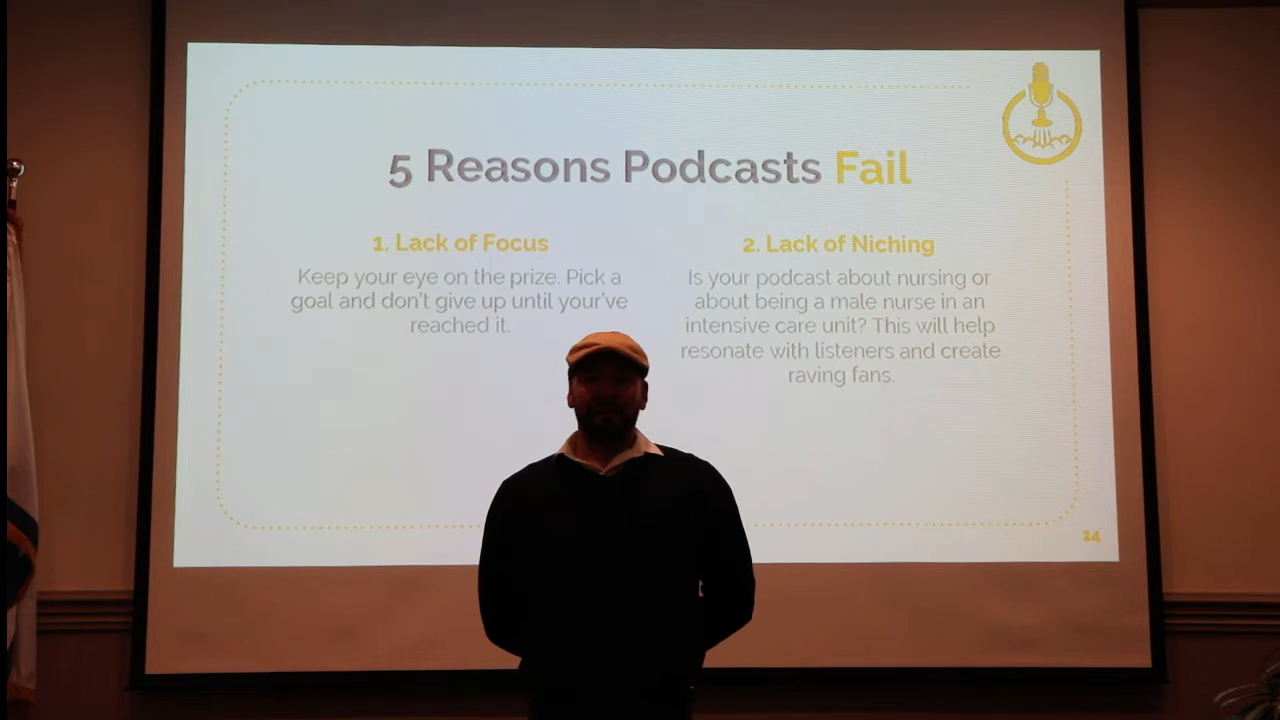 5 Reasons Podcasts Fail
1. Lack of Focus
Keep your eye on the prize. Pick a
goal and don't give up until your've
reached it.
2. Lack of Niching
Is your podcast about nursing or
about being a male nurse in an
intensive care unit? This will help
resonate with listeners and create
raving fans.
14